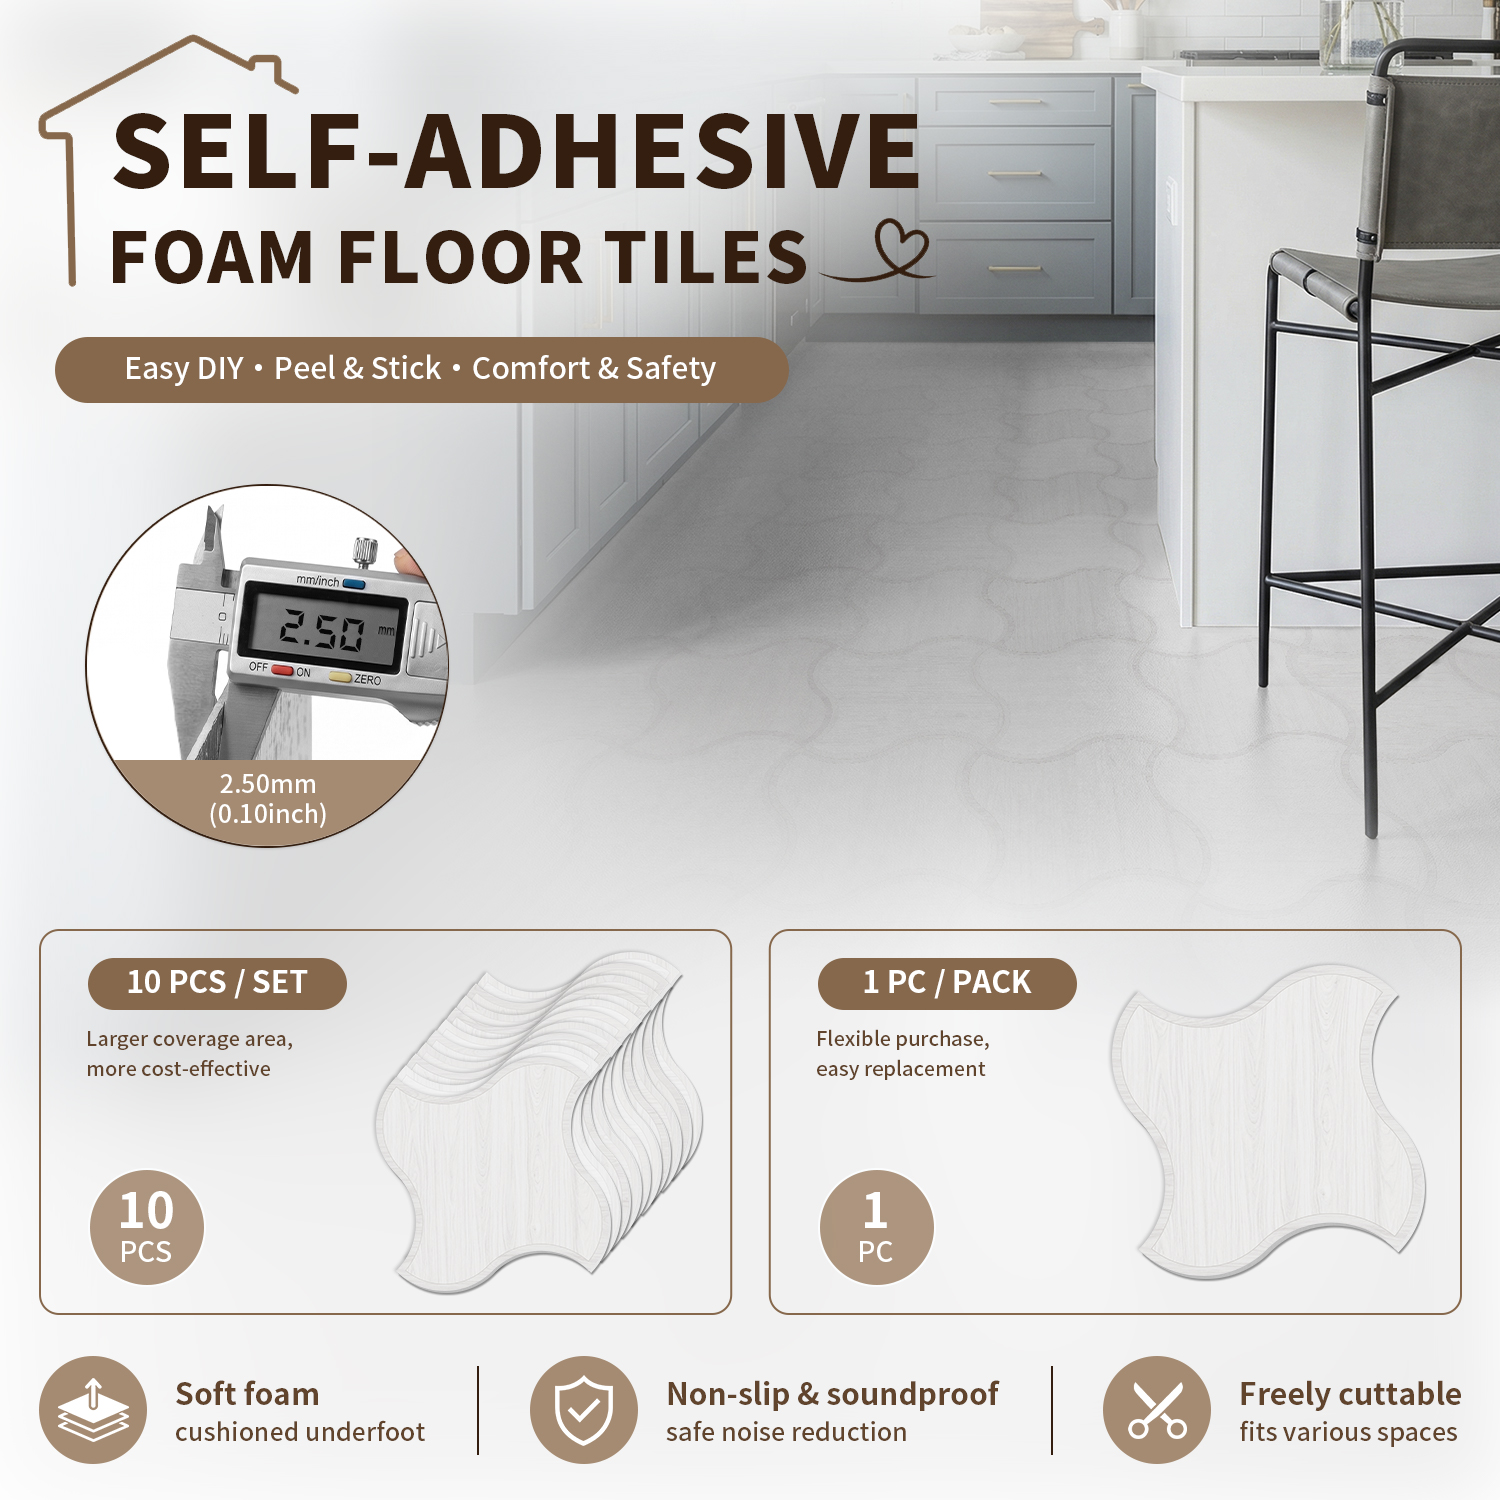 SELF-ADHESIVE
FOAM FLOOR TILES
Easy DIY • Peel & Stick • Comfort & Safety
mm/inch
2.50 mm
OFF ON ZERO
0
2.50mm
(0.10inch)
10 PCS / SET
Larger coverage area,
more cost-effective
10
PCS
1 PC / PACK
Flexible purchase,
easy replacement
1
PC
Soft foam
cushioned underfoot
Non-slip & soundproof
safe noise reduction
Freely cuttable
fits various spaces